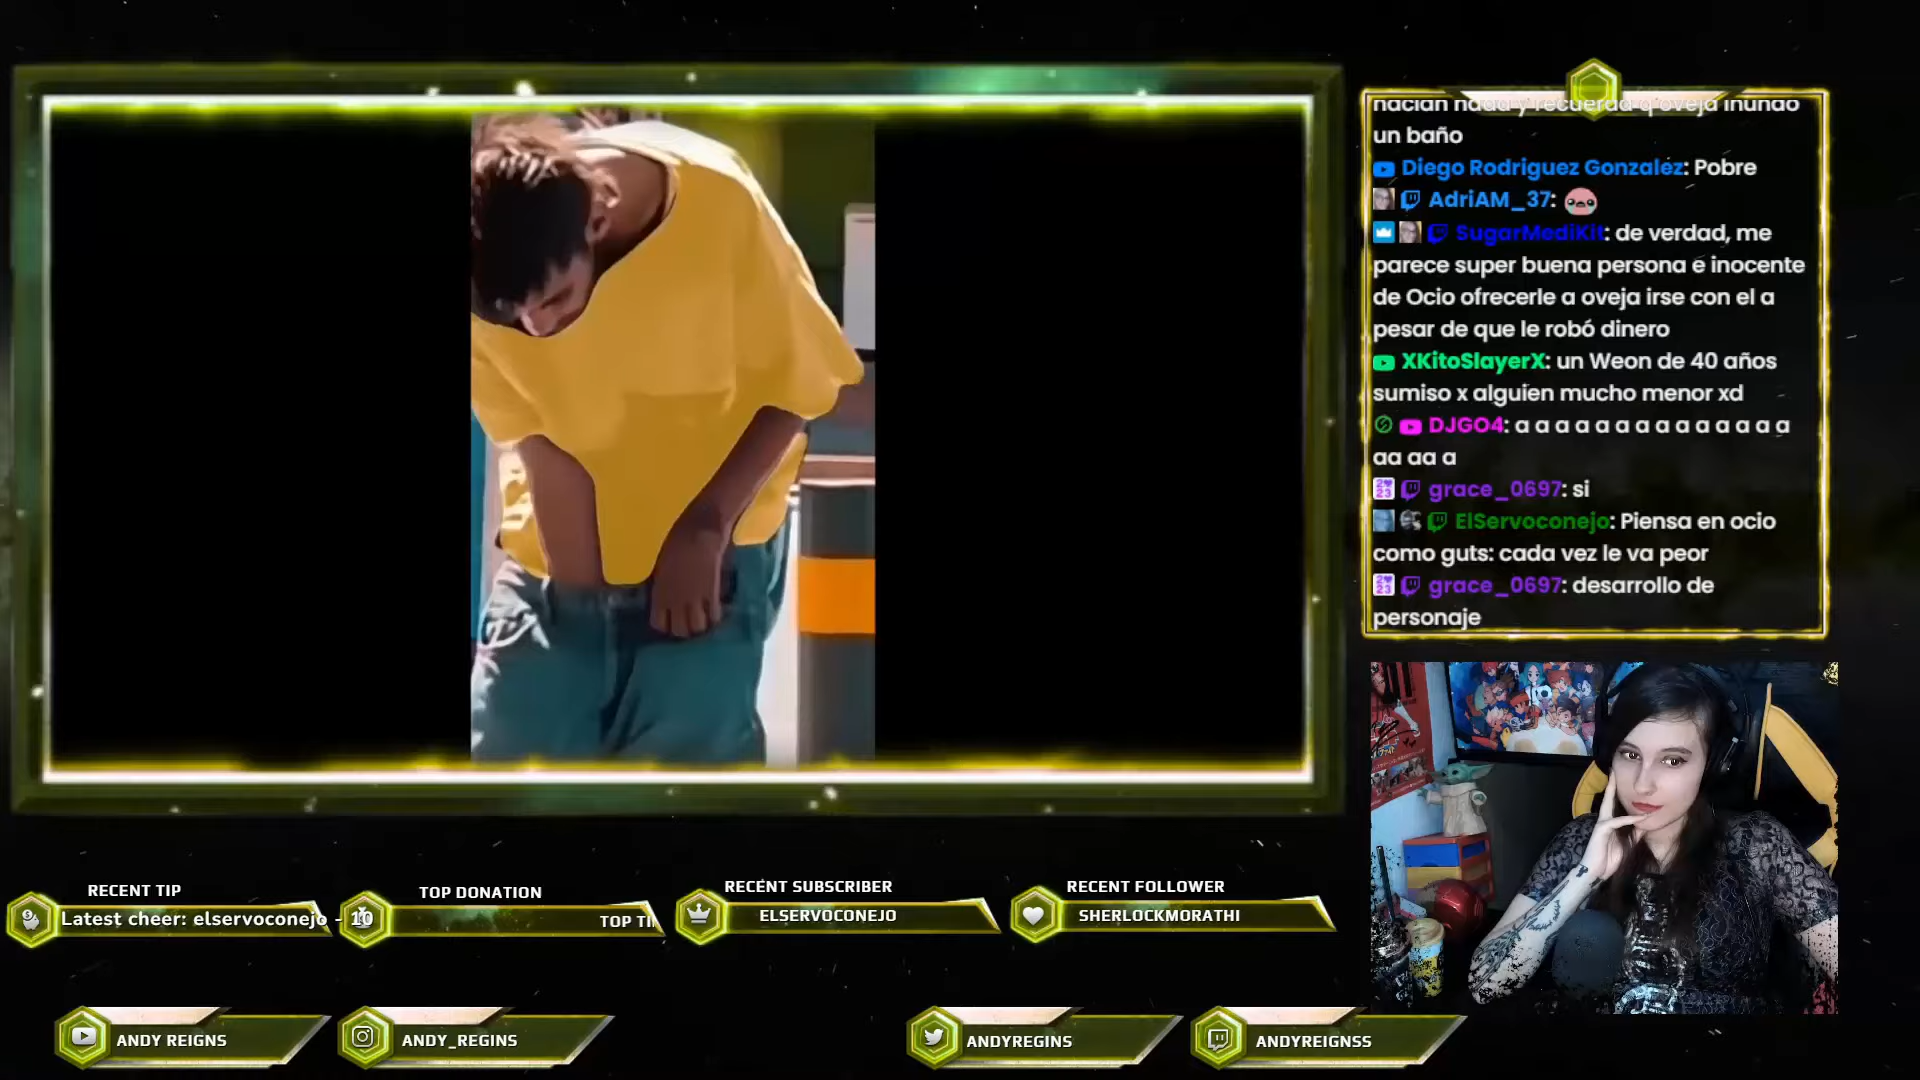 un baño
Diego Rodriguez Gonzalez: Pobre
AdriAM_37:
SugarMediKit: de verdad, me
parece super buena persona e inocente
de Ocio ofrecerle a oveja irse con el a
pesar de que le robó dinero
XKitoSlayerX: un Weon de 40 años
sumiso x alguien mucho menor xd
DJGO4: a a a a a a a a a a a a a a
aa aa a
grace_0697: si
ElServoconejo: Piensa en ocio
como guts: cada vez le va peor
grace_0697: desarrollo de
personaje
RECENT TIP
Latest cheer: elservoconejo - 10
TOP DONATION
TOP TI
RECENT SUBSCRIBER
ELSERVOCONEJO
RECENT FOLLOWER
SHERLOCKMORATHI
ANDY REIGNS
ANDY_REGINS
ANDYREGINS
ANDYREIGNSS